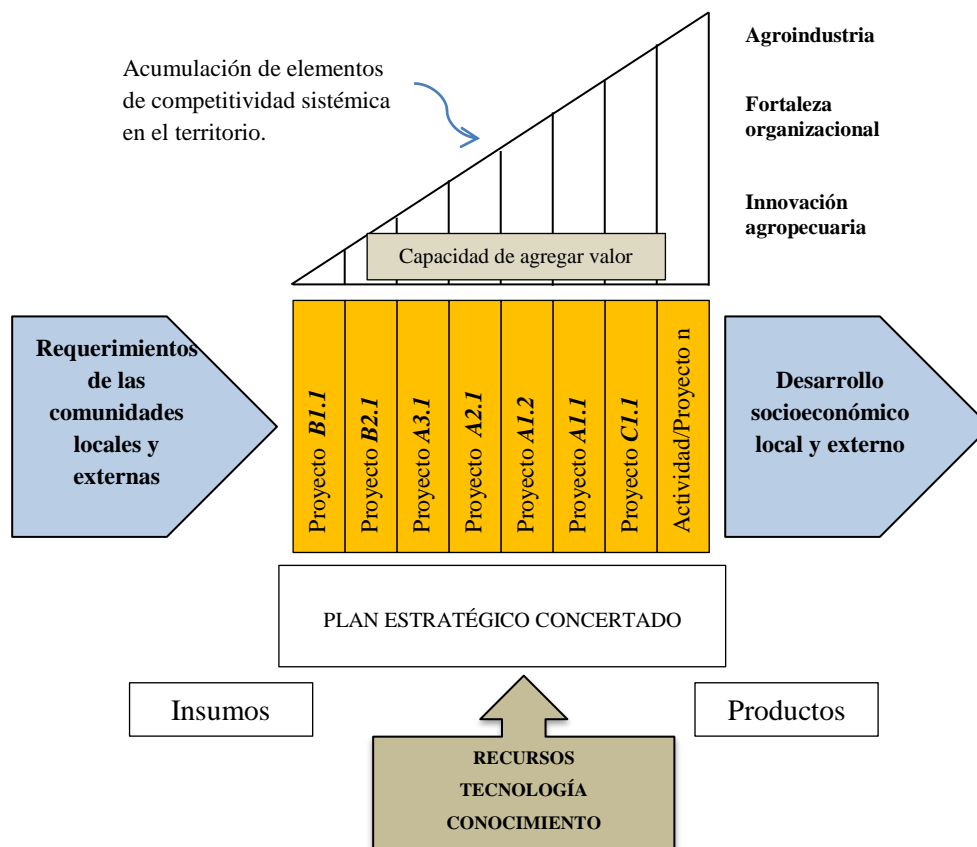 Acumulación de elementos
de competitividad sistémica
en el territorio.
Agroindustria
Fortaleza
organizacional
Innovación
agropecuaria
Capacidad de agregar valor
Requerimientos
de las
comunidades
locales y
externas
Proyecto B1.1
Proyecto B2.1
Proyecto A3.1
Proyecto A2.1
Proyecto A1.2
Proyecto A1.1
Proyecto C1.1
Actividad/Proyecto n
Desarrollo
socioeconómico
local y externo
PLAN ESTRATÉGICO CONCERTADO
Insumos
Productos
RECURSOS
TECNOLOGÍA
CONOCIMIENTO